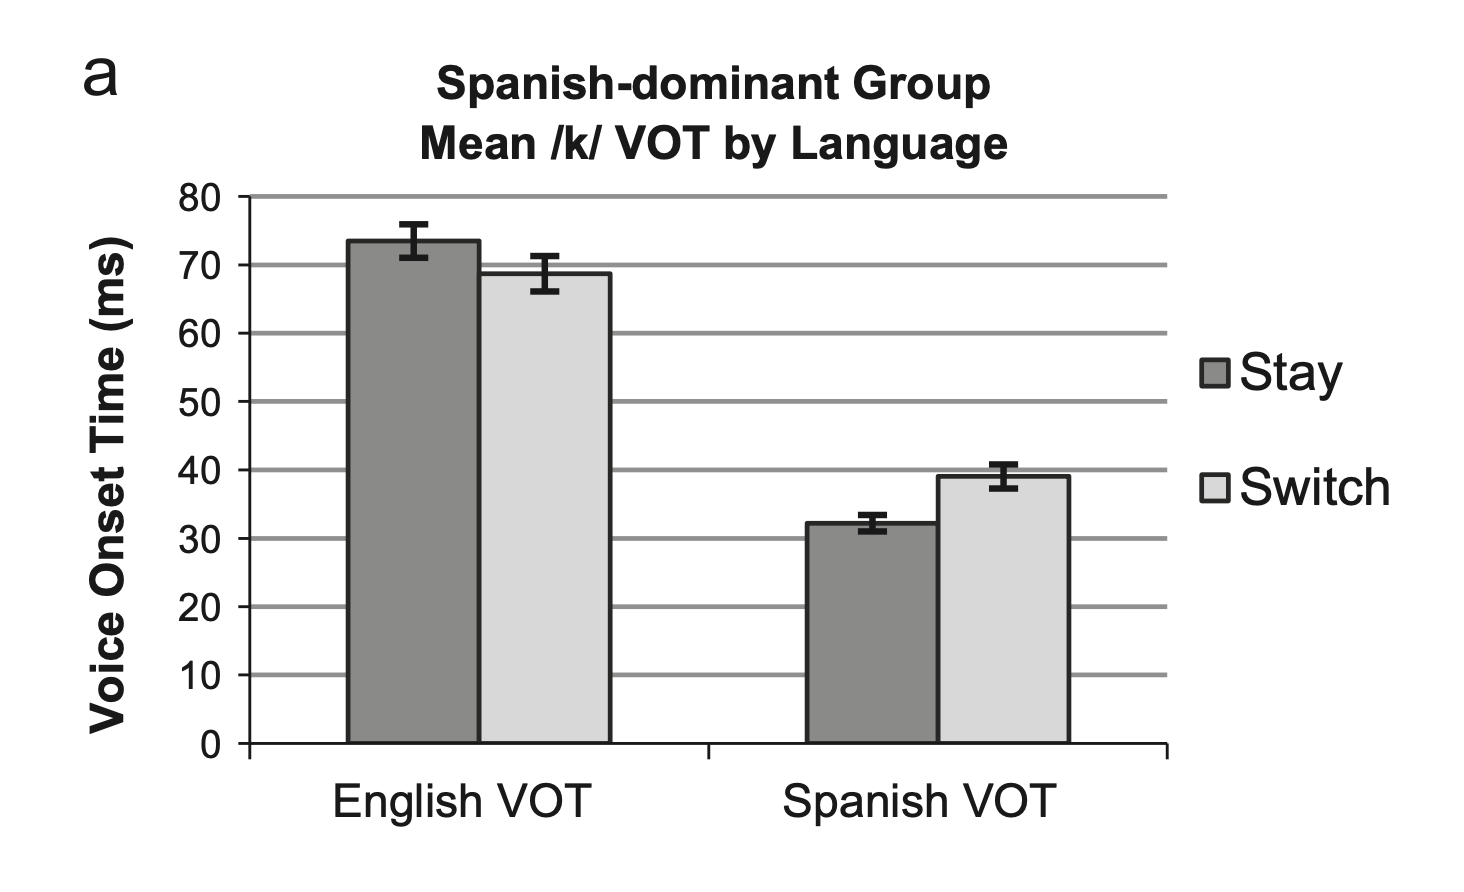 a
Spanish-dominant Group
Mean /k/ VOT by Language
Voice Onset Time (ms)
80
70
60
50
40
30
20
10
0
English VOT
Spanish VOT
Stay
Switch